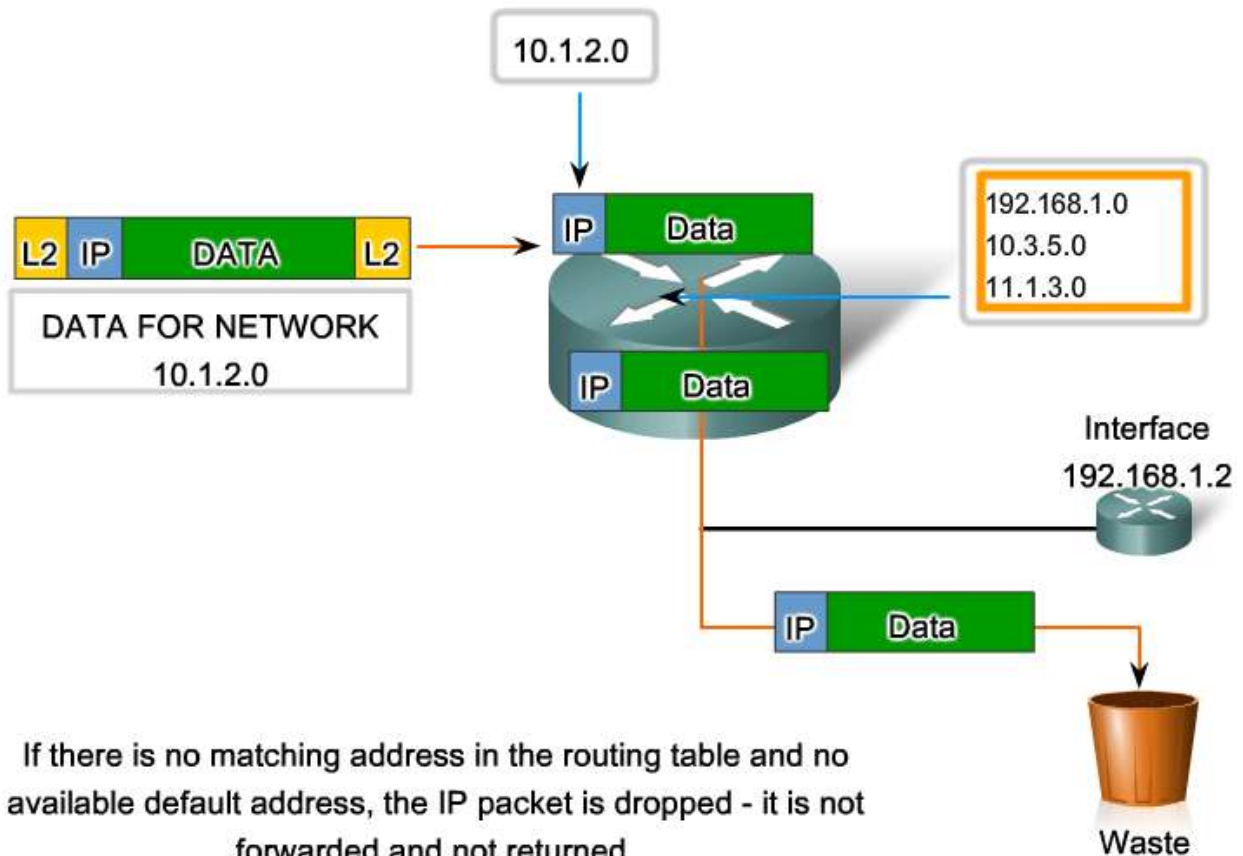 10.1.2.0
IP Data
192.168.1.0
10.3.5.0
11.1.3.0
L2 IP DATA L2
DATA FOR NETWORK
10.1.2.0
IP Data
Interface
192.168.1.2
IP Data
If there is no matching address in the routing table and no
available default address, the IP packet is dropped - it is not
forwarded and not returned
Waste